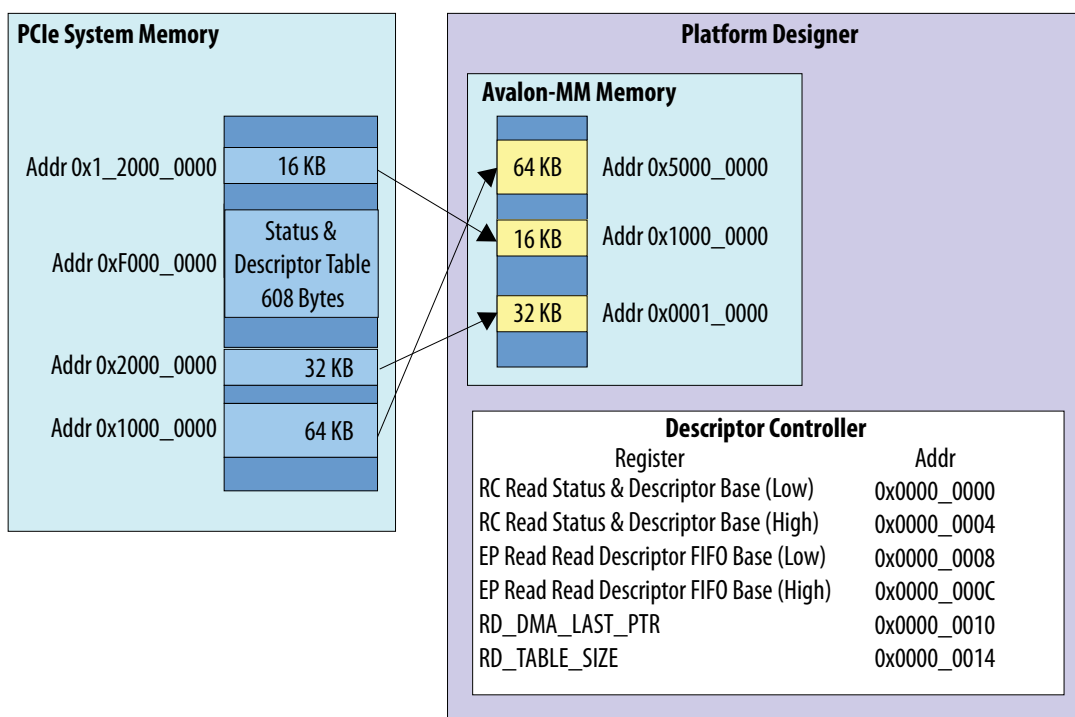 PCIe System Memory
Addr 0x1_2000_0000
16 KB
Addr 0xF000_0000
Status &
Descriptor Table
608 Bytes
Addr 0x2000_0000
32 KB
Addr 0x1000_0000
64 KB
Platform Designer
Avalon-MM Memory
64 KB Addr 0x5000_0000
16 KB Addr 0x1000_0000
32 KB Addr 0x0001_0000
Descriptor Controller
Register Addr
RC Read Status & Descriptor Base (Low) 0x0000_0000
RC Read Status & Descriptor Base (High) 0x0000_0004
EP Read Read Descriptor FIFO Base (Low) 0x0000_0008
EP Read Read Descriptor FIFO Base (High) 0x0000_000C
RD_DMA_LAST_PTR 0x0000_0010
RD_TABLE_SIZE 0x0000_0014